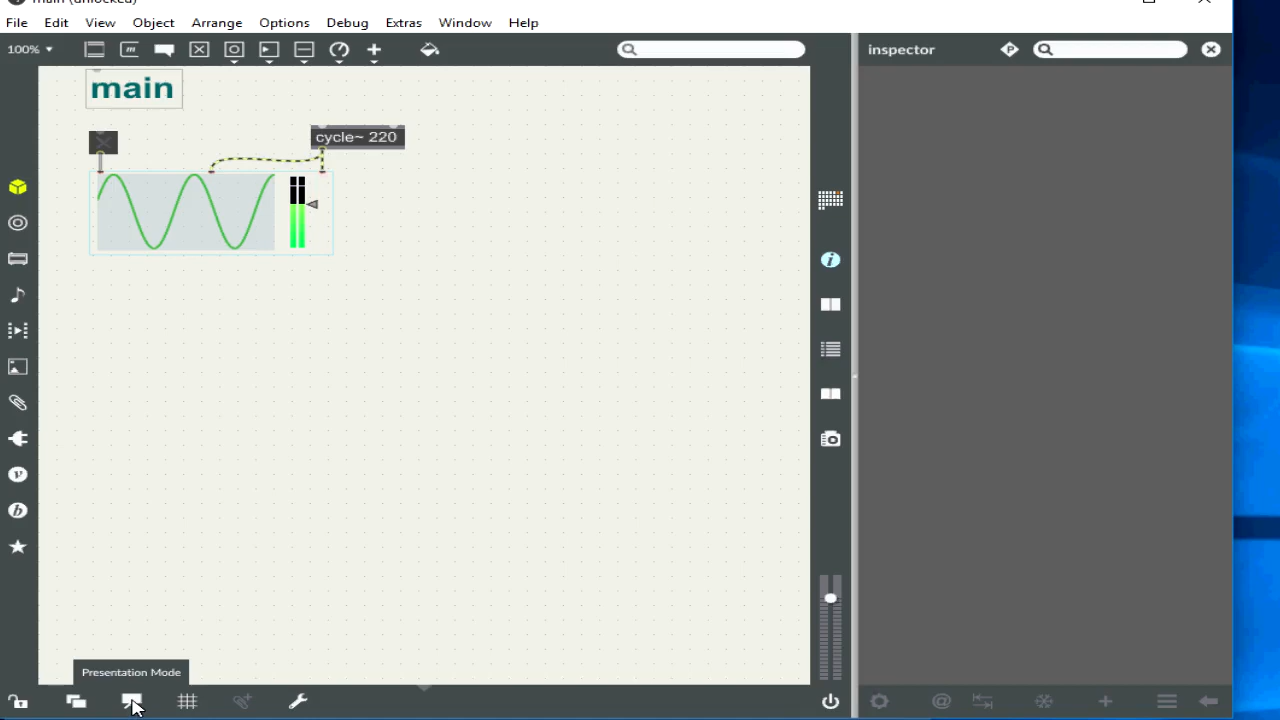 main (unlocked)
File Edit View Object Arrange Options Debug Extras Window Help
100%
inspector
main
cycle~ 220
Presentation Mode